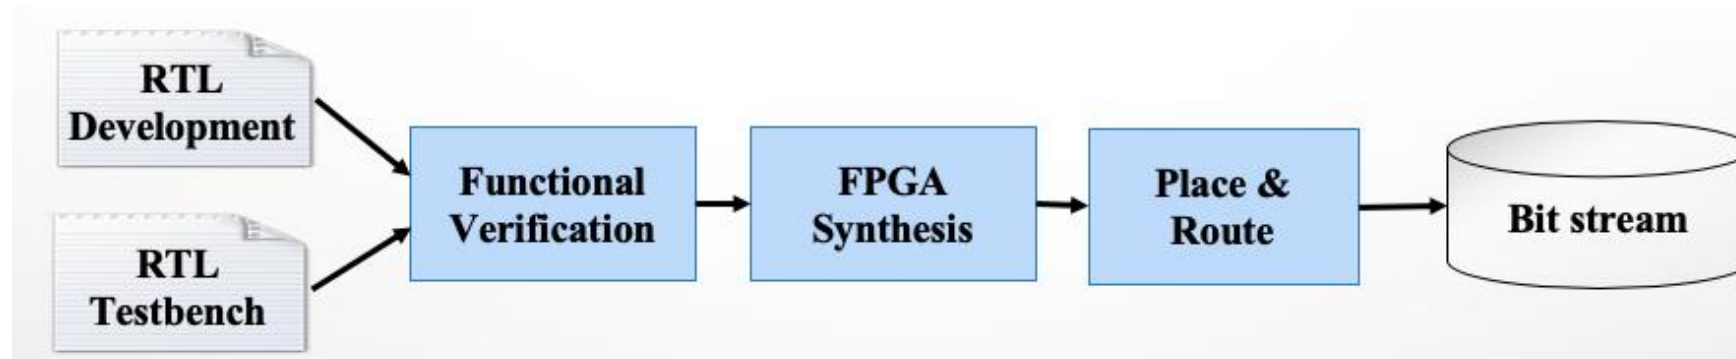 RTL
Development
RTL
Testbench
Functional
Verification
FPGA
Synthesis
Place &
Route
Bit stream